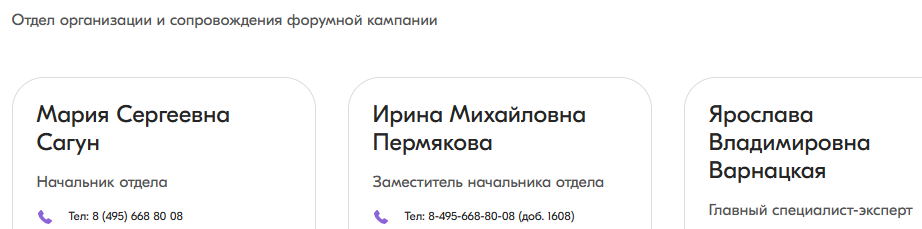 Отдел организации и сопровождения форумной кампании
Мария Сергеевна
Сагун
Начальник отдела
Тел: 8 (495) 668 80 08
Ирина Михайловна
Пермякова
Заместитель начальника отдела
Тел: 8-495-668-80-08 (доб. 1608)
Ярослава
Владимировна
Варнацкая
Главный специалист-эксперт